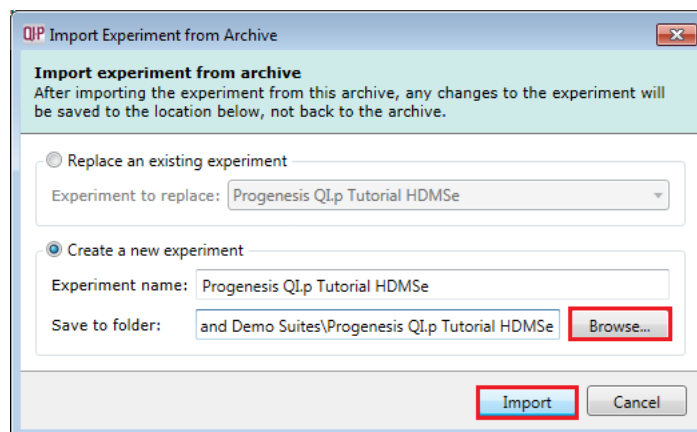 QIP Import Experiment from Archive
Import experiment from archive
After importing the experiment from this archive, any changes to the experiment will
be saved to the location below, not back to the archive.
Replace an existing experiment
Experiment to replace: Progenesis QI.p Tutorial HDMSe
Create a new experiment
Experiment name: Progenesis QI.p Tutorial HDMSe
Save to folder: and Demo Suites\Progenesis QI.p Tutorial HDMSe Browse...
Import Cancel